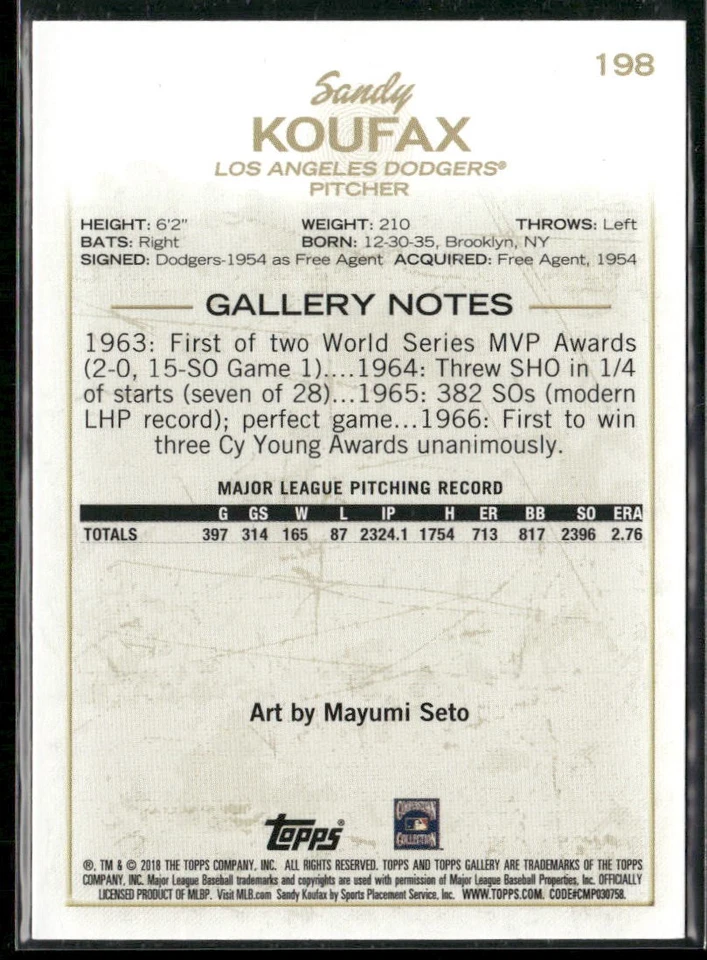 198
Sandy
KOUFAX
LOS ANGELES DODGERS®
PITCHER
HEIGHT: 6'2" WEIGHT: 210 THROWS: Left
BATS: Right BORN: 12-30-35, Brooklyn, NY
SIGNED: Dodgers-1954 as Free Agent ACQUIRED: Free Agent, 1954
GALLERY NOTES
1963: First of two World Series MVP Awards
(2-0, 15-SO Game 1)....1964: Threw SHO in 1/4
of starts (seven of 28)...1965: 382 SOs (modern
LHP record); perfect game...1966: First to win
three Cy Young Awards unanimously.
MAJOR LEAGUE PITCHING RECORD
G GS W L IP H ER BB SO ERA
TOTALS 397 314 165 87 2324.1 1754 713 817 2396 2.76
Art by Mayumi Seto
topps®
COOPERSTOWN
COLLECTION
®, TM & © 2018 THE TOPPS COMPANY, INC. ALL RIGHTS RESERVED. TOPPS AND TOPPS GALLERY ARE TRADEMARKS OF THE TOPPS
COMPANY, INC. Major League Baseball trademarks and copyrights are used with permission of Major League Baseball Properties, Inc. OFFICIALLY
LICENSED PRODUCT OF MLBP. Visit MLB.com Sandy Koufax by Sports Placement Service, Inc. WWW.TOPPS.COM. CODE#CMP030758.